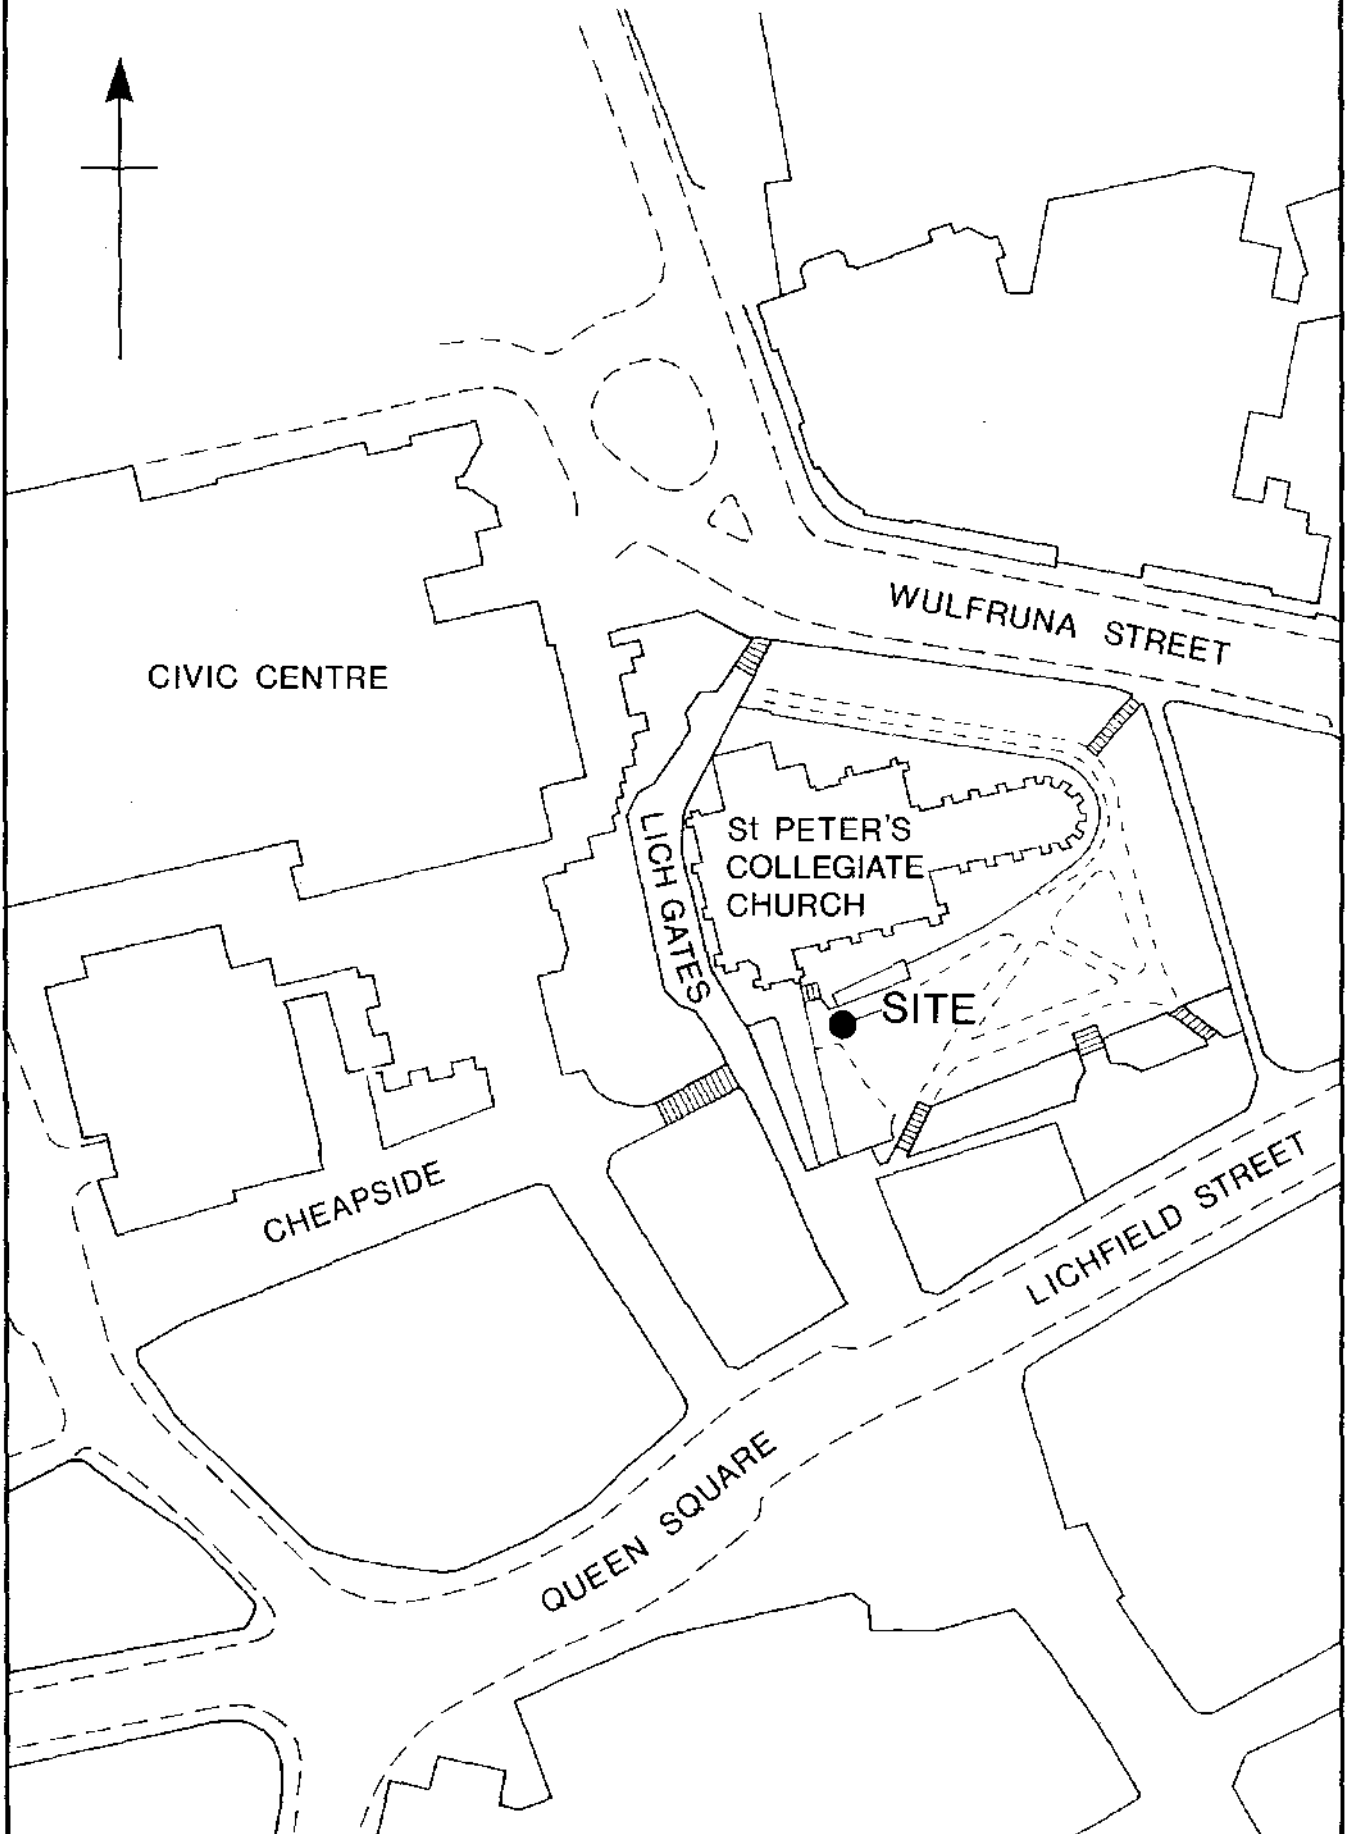 WULFRUNA STREET
CIVIC CENTRE
LICH GATES
St PETER'S
COLLEGIATE
CHURCH
SITE
CHEAPSIDE
LICHFIELD STREET
QUEEN SQUARE